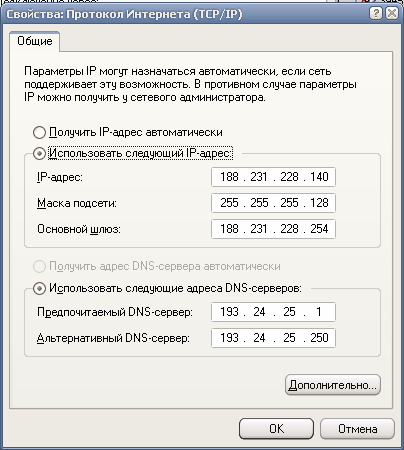 Свойства: Протокол Интернета (TCP/IP)
Общие
Параметры IP могут назначаться автоматически, если сеть
поддерживает эту возможность. В противном случае параметры
IP можно получить у сетевого администратора.
Получить IP-адрес автоматически
Использовать следующий IP-адрес:
IP-адрес: 188 . 231 . 228 . 140
Маска подсети: 255 . 255 . 255 . 128
Основной шлюз: 188 . 231 . 228 . 254
Получить адрес DNS-сервера автоматически
Использовать следующие адреса DNS-серверов:
Предпочитаемый DNS-сервер: 193 . 24 . 25 . 1
Альтернативный DNS-сервер: 193 . 24 . 25 . 250
Дополнительно...
OK Отмена